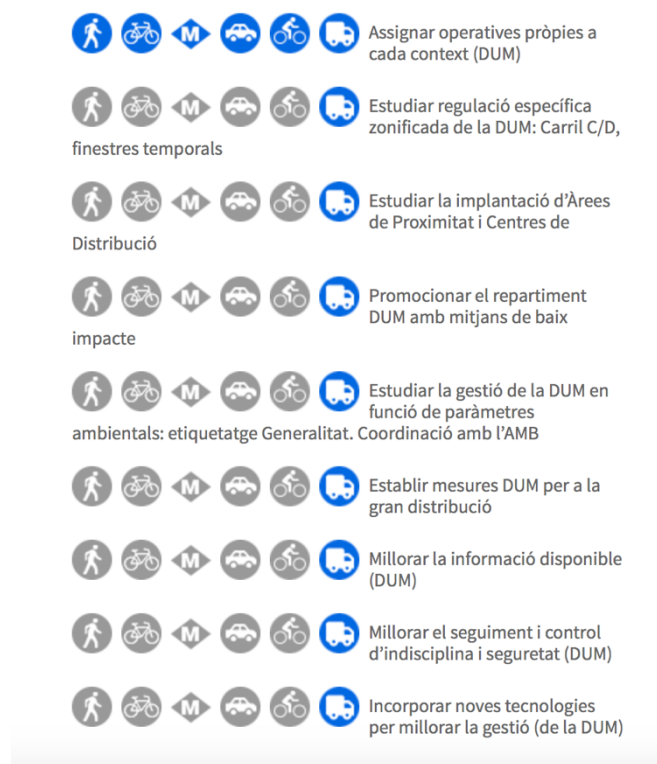 M
Assignar operatives pròpies a
cada context (DUM)
M
Estudiar regulació específica
zonificada de la DUM: Carril C/D,
finestres temporals
M
Estudiar la implantació d’Àrees
de Proximitat i Centres de
Distribució
M
Promocionar el repartiment
DUM amb mitjans de baix
impacte
M
Estudiar la gestió de la DUM en
funció de paràmetres
ambientals: etiquetatge Generalitat. Coordinació amb l’AMB
M
Establir mesures DUM per a la
gran distribució
M
Millorar la informació disponible
(DUM)
M
Millorar el seguiment i control
d’indisciplina i seguretat (DUM)
M
Incorporar noves tecnologies
per millorar la gestió (de la DUM)